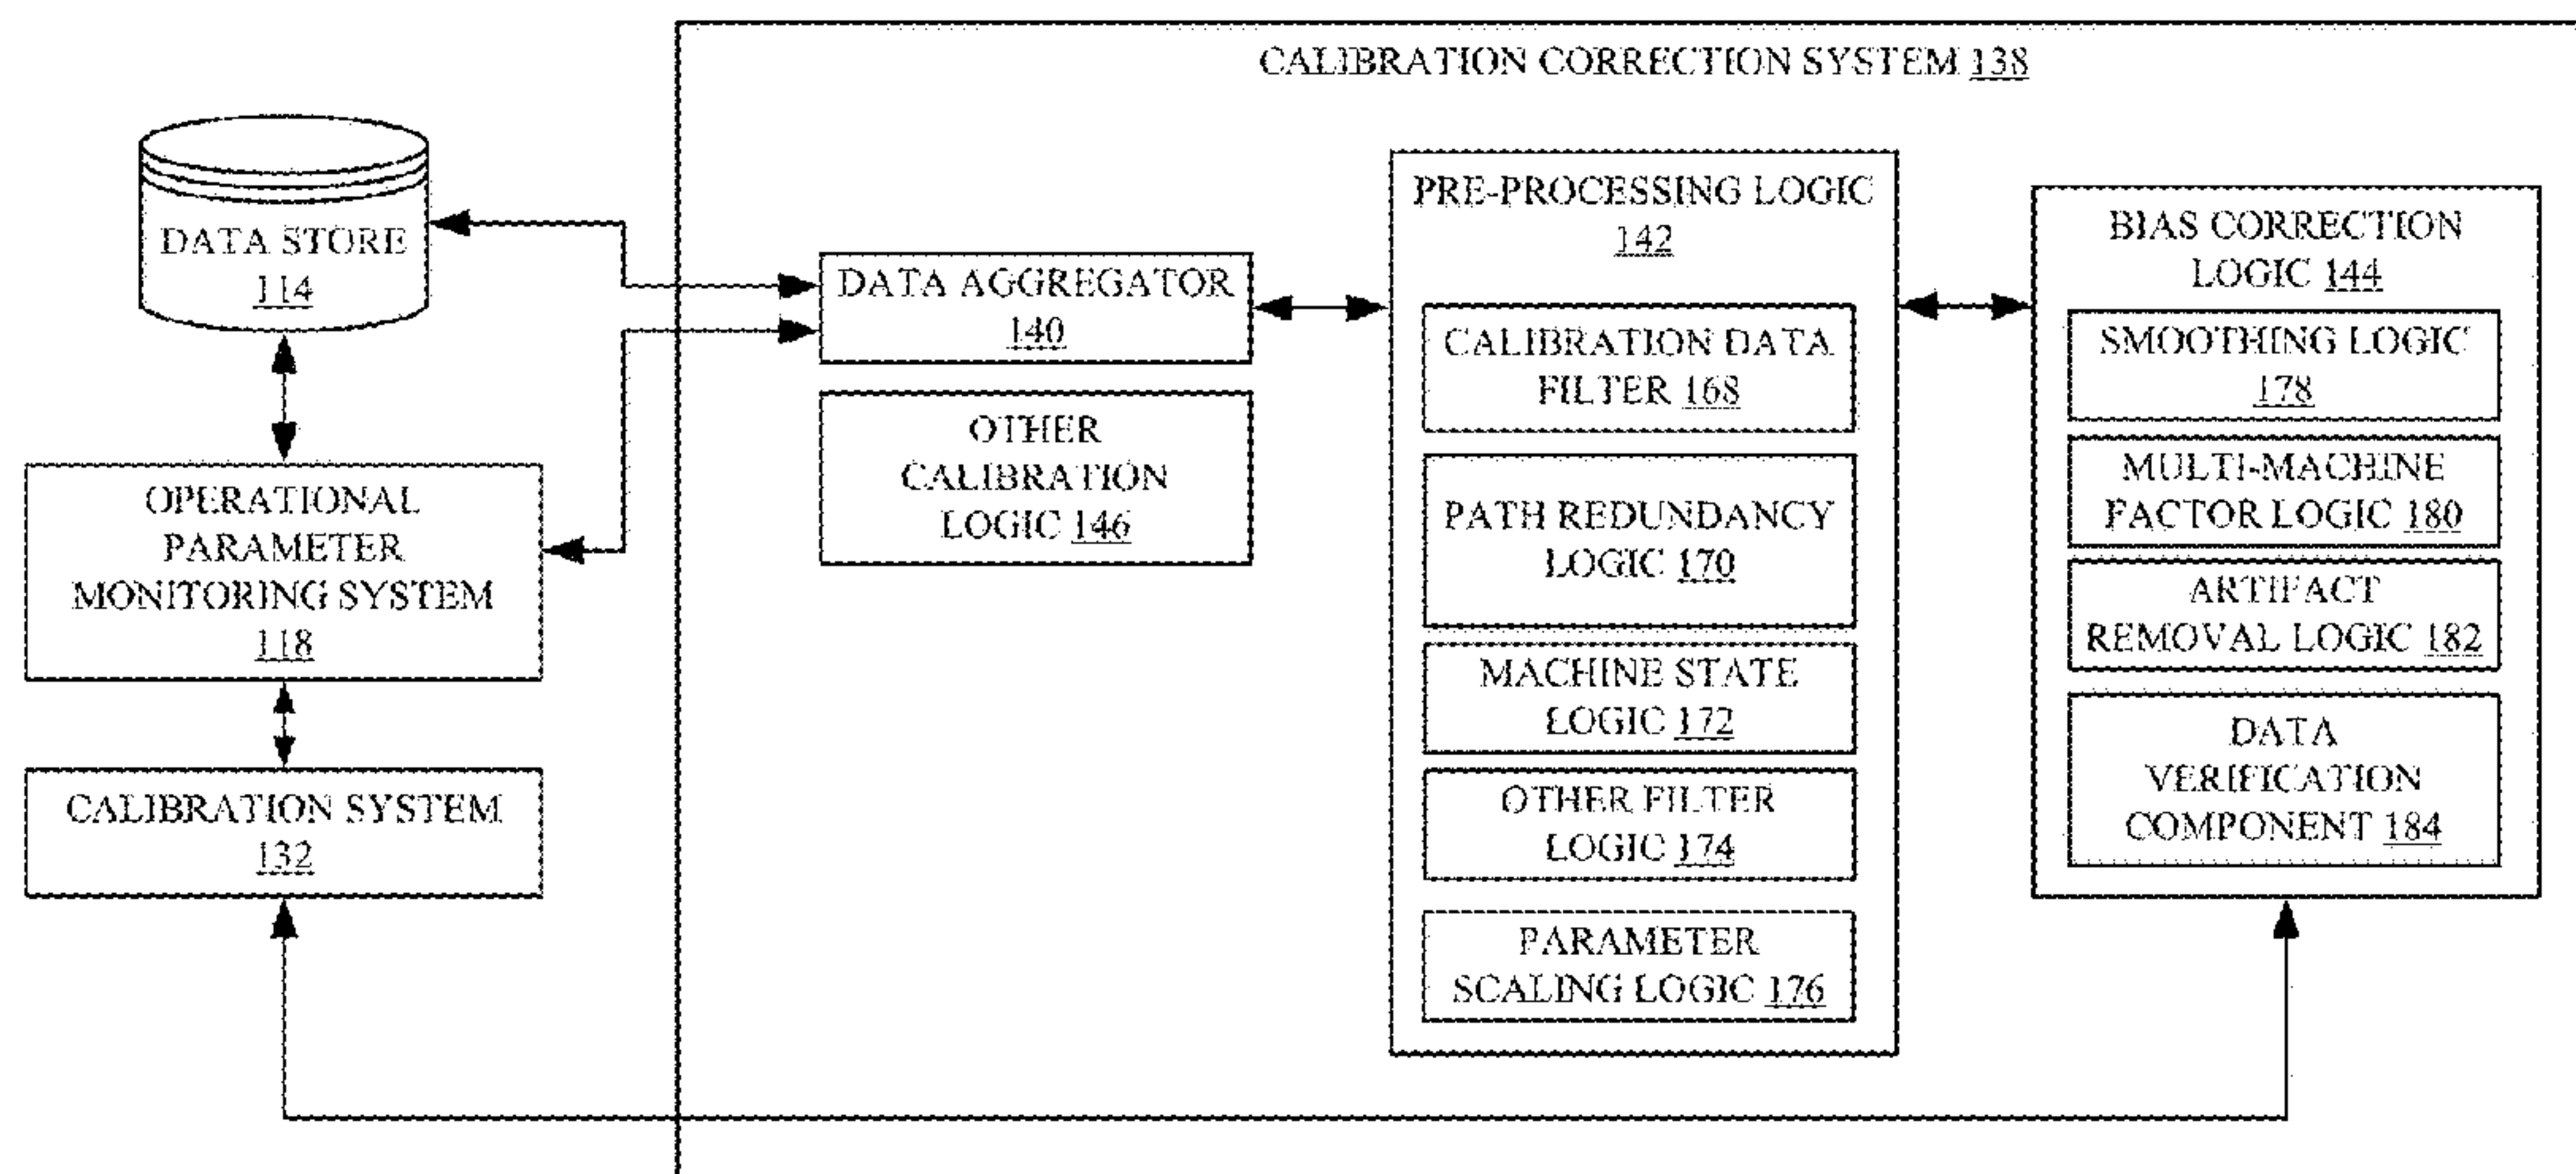 CALIBRATION CORRECTION SYSTEM 138
DATA STORE
114
OPERATIONAL
PARAMETER
MONITORING SYSTEM
118
CALIBRATION SYSTEM
132
DATA AGGREGATOR
140
OTHER
CALIBRATION
LOGIC 146
PRE-PROCESSING LOGIC
142
CALIBRATION DATA
FILTER 168
PATH REDUNDANCY
LOGIC 170
MACHINE STATE
LOGIC 172
OTHER FILTER
LOGIC 174
PARAMETER
SCALING LOGIC 176
BIAS CORRECTION
LOGIC 144
SMOOTHING LOGIC
178
MULTI-MACHINE
FACTOR LOGIC 180
ARTIFACT
REMOVAL LOGIC 182
DATA
VERIFICATION
COMPONENT 184